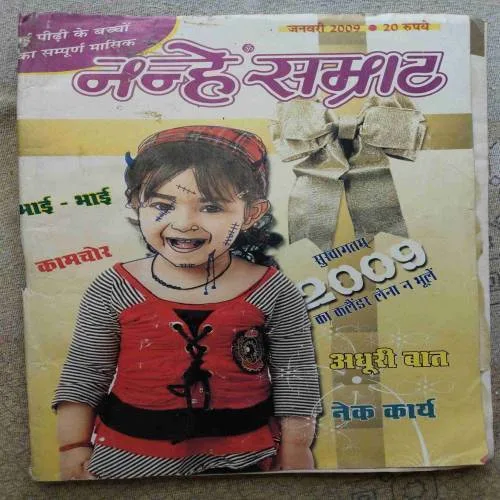 ई पीढ़ी के बच्चों
का सम्पूर्ण मासिक
जनवरी 2009 ● 20 रुपये
नन्हे सम्राट
भाई - भाई
कामचोर
सुस्वागतम्
2009
का कलैंडर लेना न भूलें
अधूरी बात
नेक कार्य